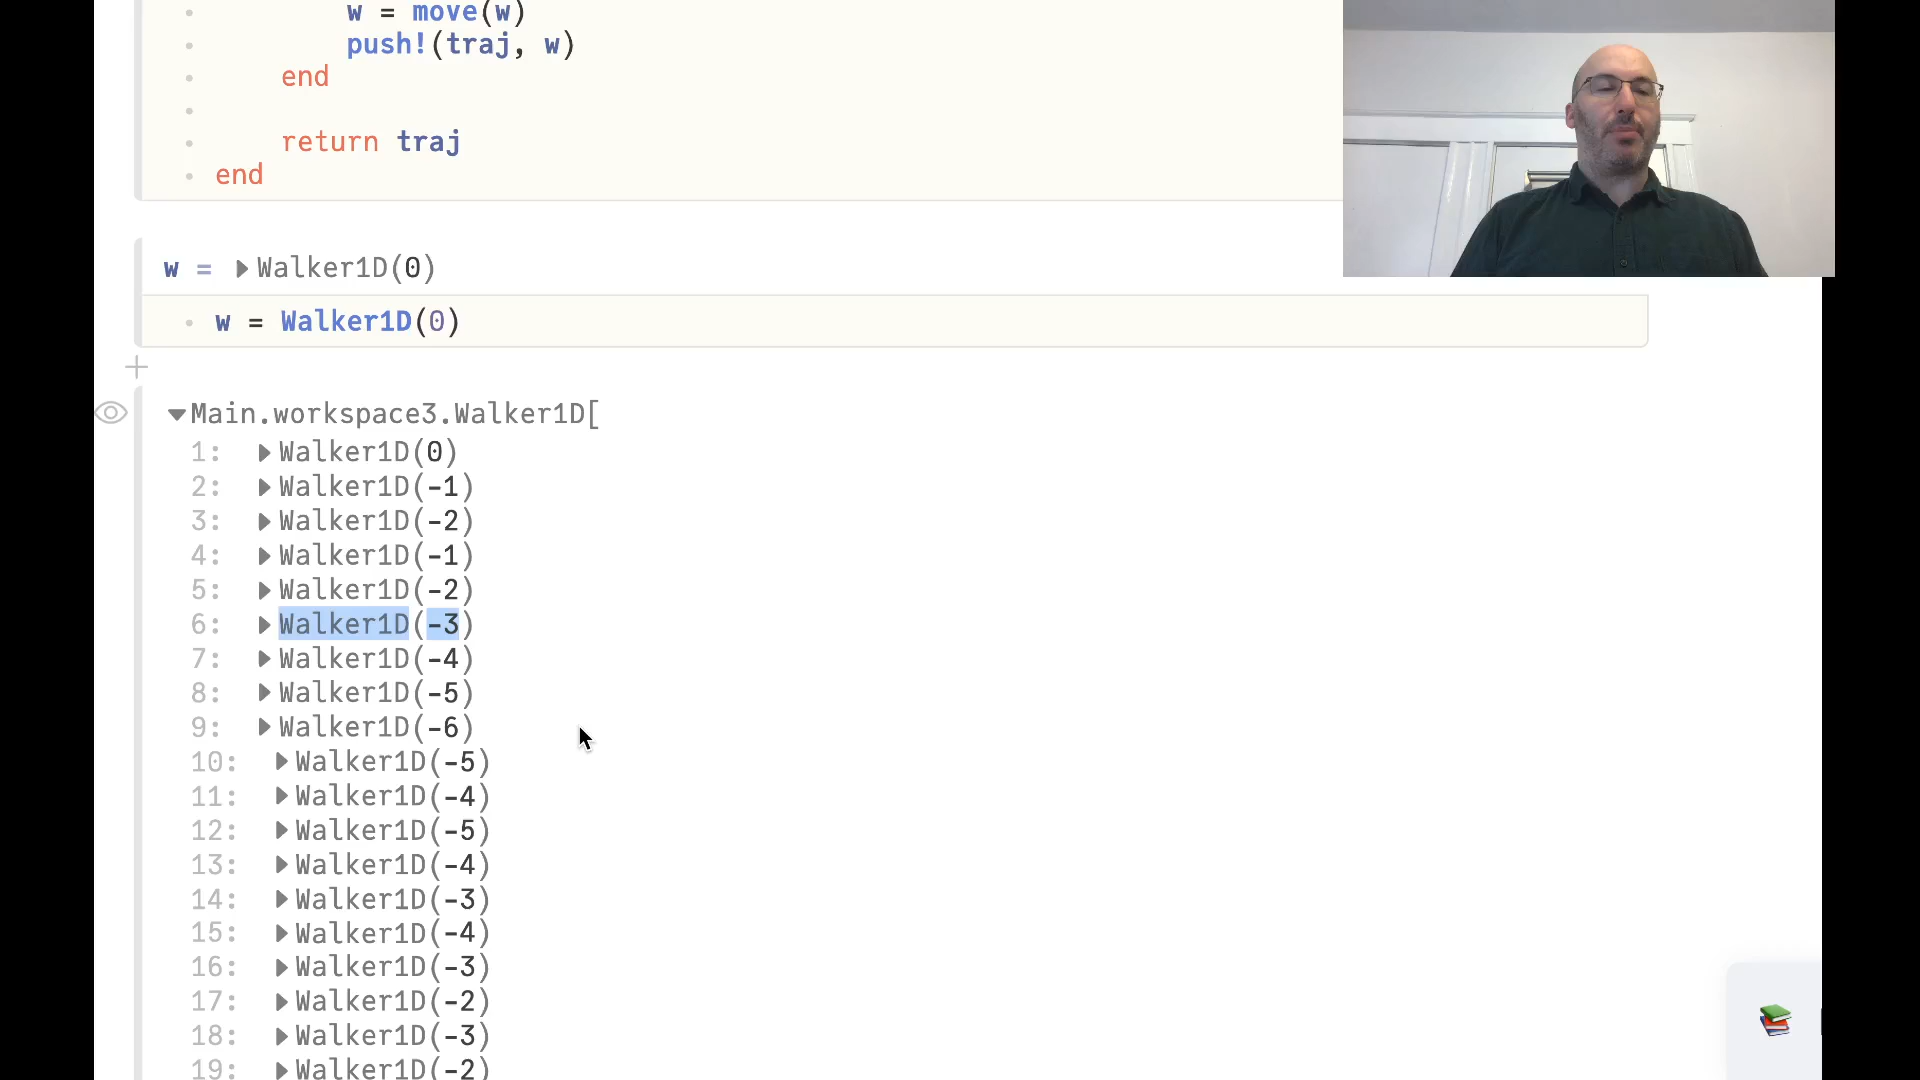 w = move(w)
push!(traj, w)
end
return traj
end
w = Walker1D(0)
w = Walker1D(0)
Main.workspace3.Walker1D[
1: Walker1D(0)
2: Walker1D(-1)
3: Walker1D(-2)
4: Walker1D(-1)
5: Walker1D(-2)
6: Walker1D(-3)
7: Walker1D(-4)
8: Walker1D(-5)
9: Walker1D(-6)
10: Walker1D(-5)
11: Walker1D(-4)
12: Walker1D(-5)
13: Walker1D(-4)
14: Walker1D(-3)
15: Walker1D(-4)
16: Walker1D(-3)
17: Walker1D(-2)
18: Walker1D(-3)
19: Walker1D(-2)